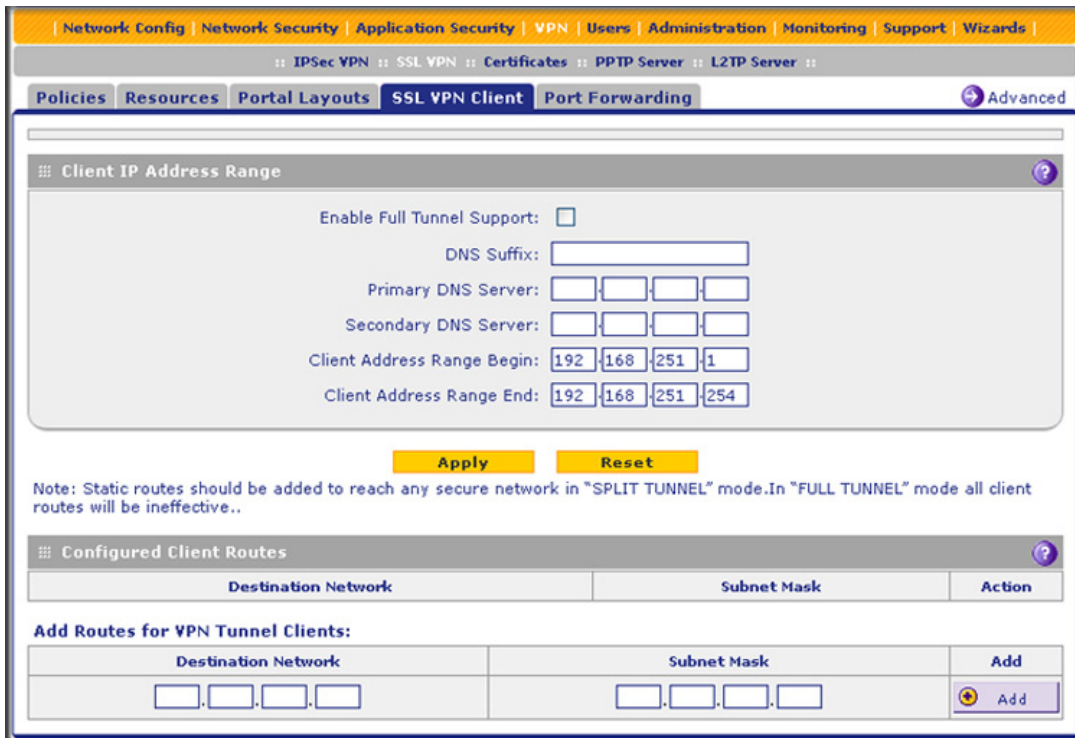 | Network Config | Network Security | Application Security | VPN | Users | Administration | Monitoring | Support | Wizards |
:: IPSec VPN :: SSL VPN :: Certificates :: PPTP Server :: L2TP Server ::
Policies Resources Portal Layouts SSL VPN Client Port Forwarding Advanced
Client IP Address Range ?
Enable Full Tunnel Support:
DNS Suffix:
Primary DNS Server: . . .
Secondary DNS Server: . . .
Client Address Range Begin: 192 .168 .251 .1
Client Address Range End: 192 .168 .251 .254
Apply Reset
Note: Static routes should be added to reach any secure network in "SPLIT TUNNEL" mode.In "FULL TUNNEL" mode all client
routes will be ineffective..
Configured Client Routes ?
Destination Network Subnet Mask Action
Add Routes for VPN Tunnel Clients:
Destination Network Subnet Mask Add
. . . . . . Add